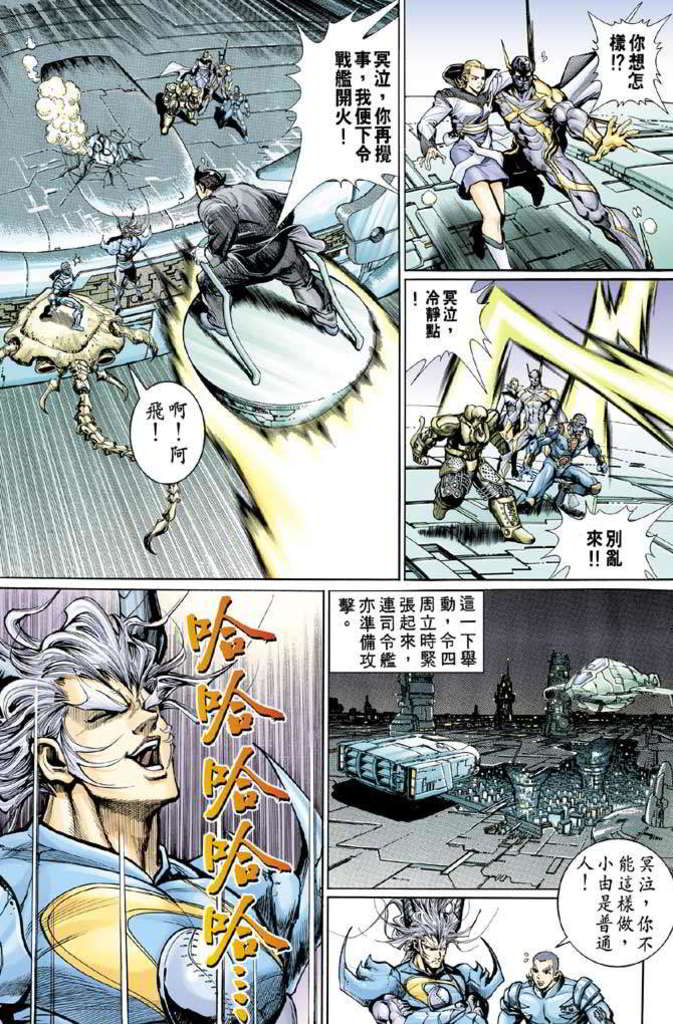 你想怎
樣!?
冥泣，你再攪
事，我便下令
戰艦開火！
冥泣，
冷靜點
！
啊！阿
飛！
別亂
來!!
這一下舉
動，令四
周立時緊
張起來，
連司令艦
亦準備攻
擊。
哈哈哈哈哈……
冥泣，你不
能這樣做，
小由是普通
人！